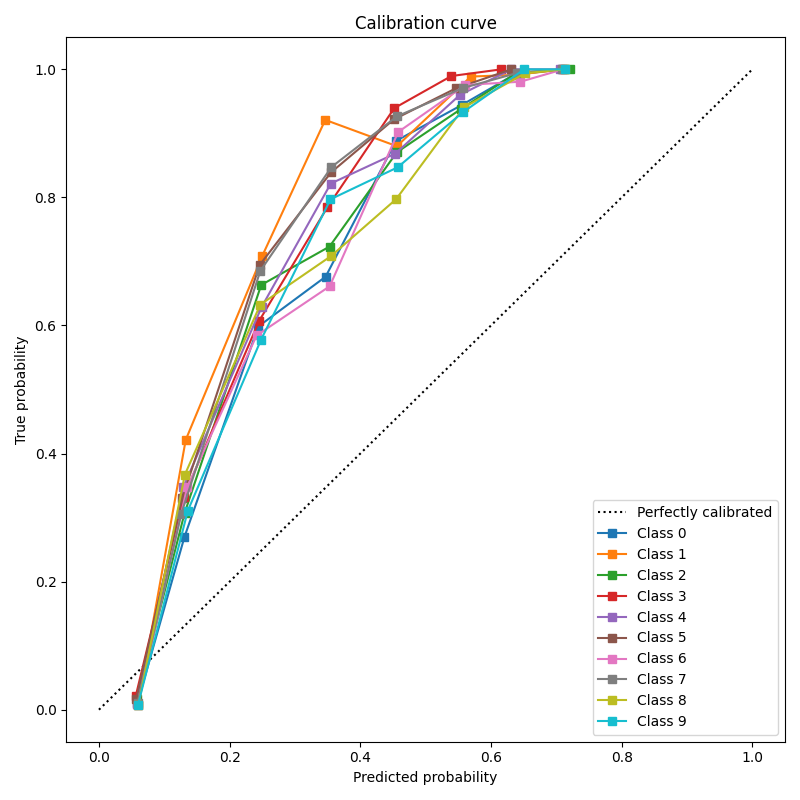 Calibration curve
True probability
1.0
0.8
0.6
0.4
0.2
0.0
0.0 0.2 0.4 0.6 0.8 1.0
Predicted probability
Perfectly calibrated
Class 0
Class 1
Class 2
Class 3
Class 4
Class 5
Class 6
Class 7
Class 8
Class 9